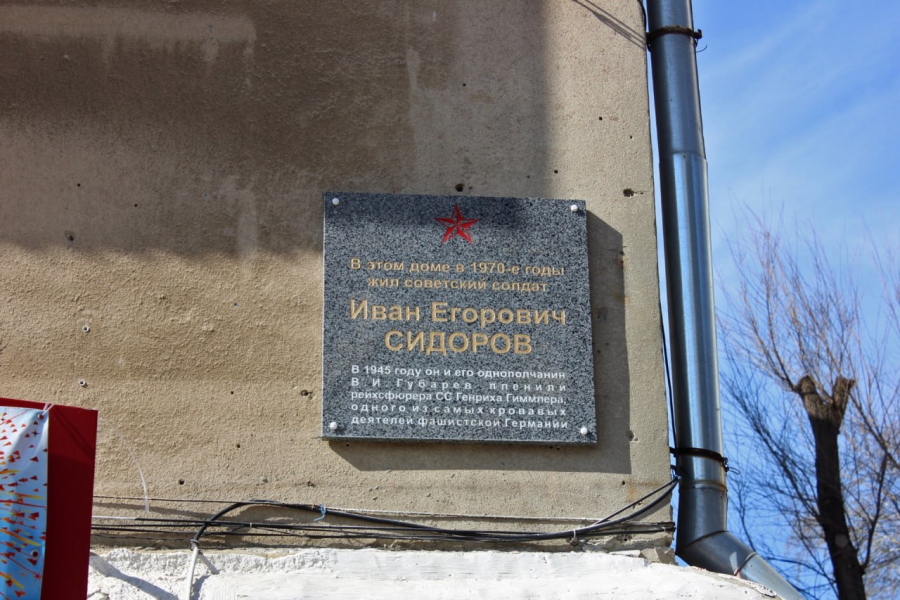 В этом доме в 1970-е годы
жил советский солдат
Иван Егорович
СИДОРОВ
В 1945 году он и его однополчанин
В. И. Губарев пленили
рейхсфюрера СС Генриха Гиммлера,
одного из самых кровавых
деятелей фашистской Германии